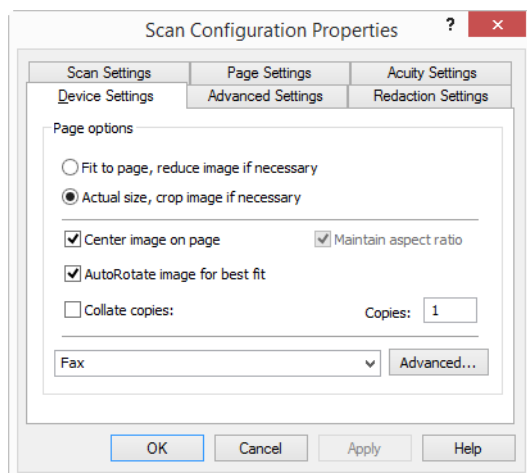 Scan Configuration Properties ? ×
Scan Settings Page Settings Acuity Settings
Device Settings Advanced Settings Redaction Settings
Page options
Fit to page, reduce image if necessary
Actual size, crop image if necessary
Center image on page Maintain aspect ratio
AutoRotate image for best fit
Collate copies: Copies: 1
Fax Advanced...
OK Cancel Apply Help